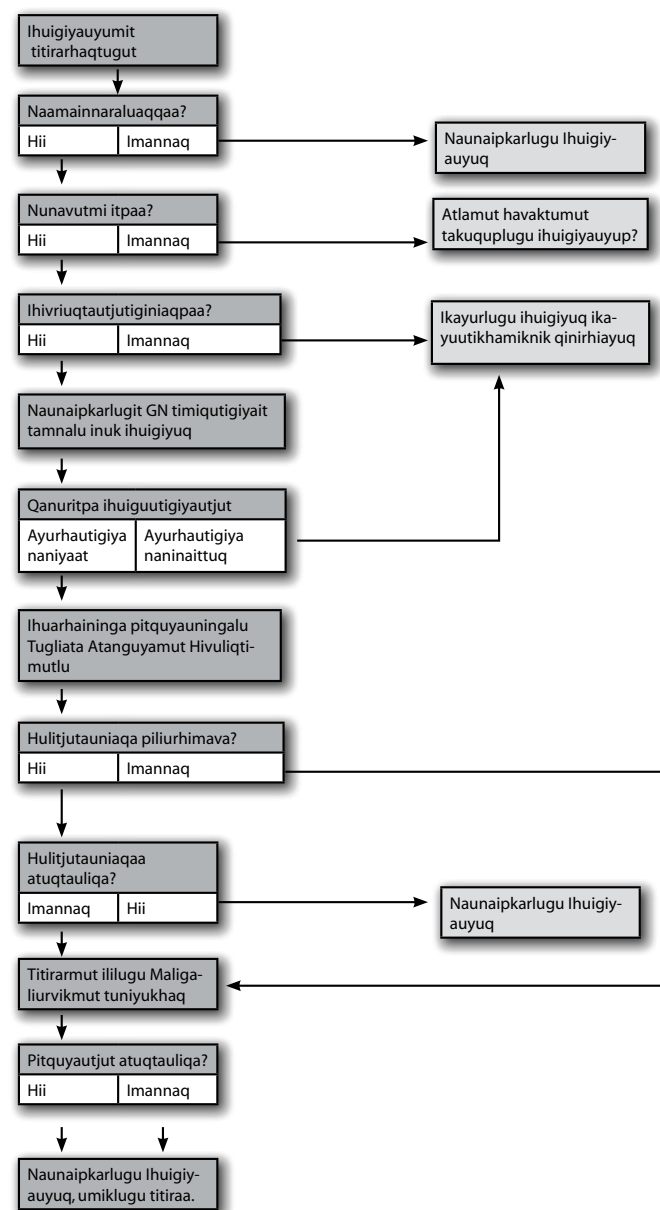 Ihuigiyauyumit
titirarhaqtugut
Naamainnaraluaqqaa?
Hii
Imannaq
Naunaipkarlugu Ihuigiy-
auyuq
Nunavutmi itpaa?
Hii
Imannaq
Atlamut havaktumut
takuquplugu ihuigiyauyup?
Ihivriuqtautjutiginiaqpaa?
Hii
Imannaq
Ikayurlugu ihuigiyuq ika-
yuutikhamiknik qinirhiayuq
Naunaipkarlugit GN timiqutigiyait
tamnalu inuk ihuigiyuq
Qanuritpa ihuiguutigiyautjut
Ayurhautigiya
naniyaat
Ayurhautigiya
naninaittuq
Ihuarhaininga pitquyauningalu
Tugliata Atanguyamut Hivuliqti-
mutlu
Hulitjutauniaqa piliurhimava?
Hii
Imannaq
Hulitjutauniaqaa
atuqtauliqa?
Imannaq
Hii
Naunaipkarlugu Ihuigiy-
auyuq
Titirarmut ililugu Maliga-
liurvikmut tuniyukhaq
Pitquyautjut atuqtauliqa?
Hii
Imannaq
Naunaipkarlugu Ihuigiy-
auyuq, umiklugu titiraa.